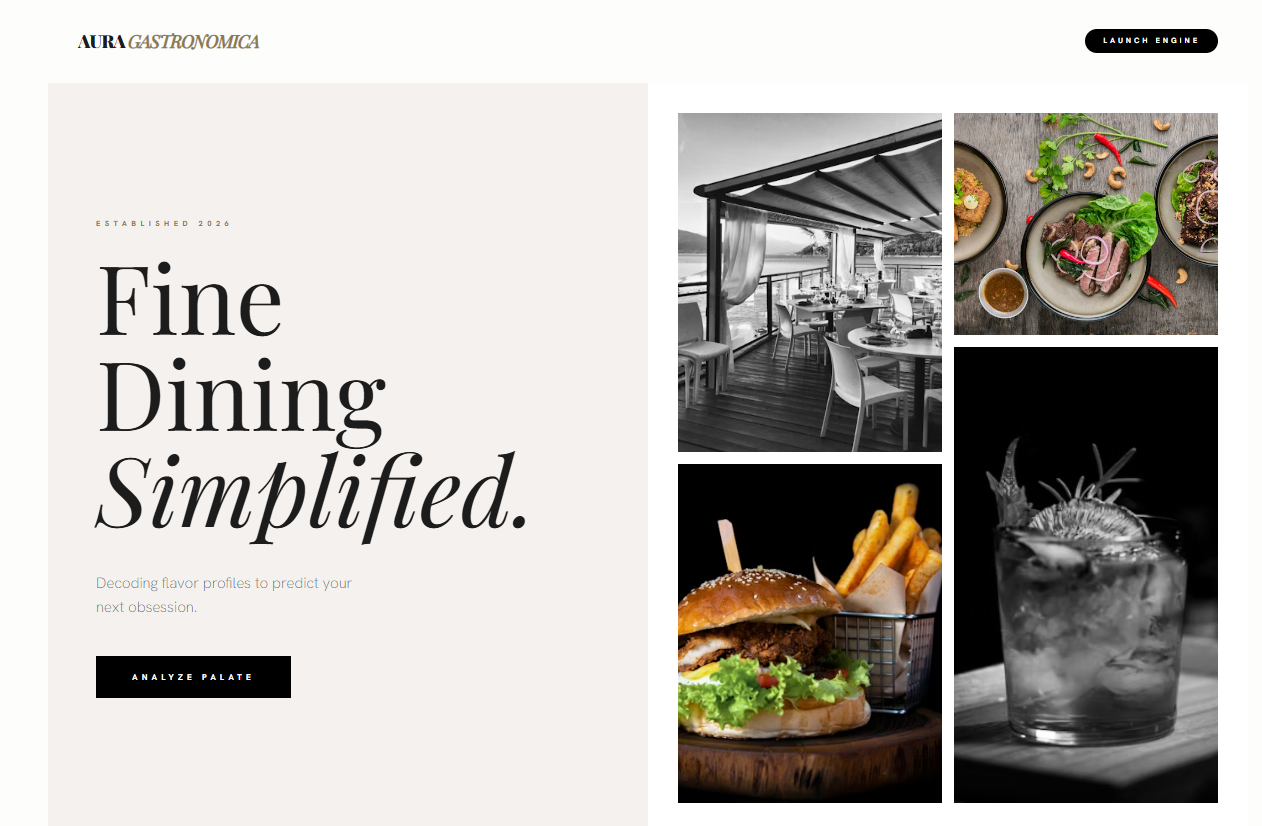 AURA GASTRONOMICA
LAUNCH ENGINE
ESTABLISHED 2026
Fine
Dining
Simplified.
Decoding flavor profiles to predict your
next obsession.
ANALYZE PALATE